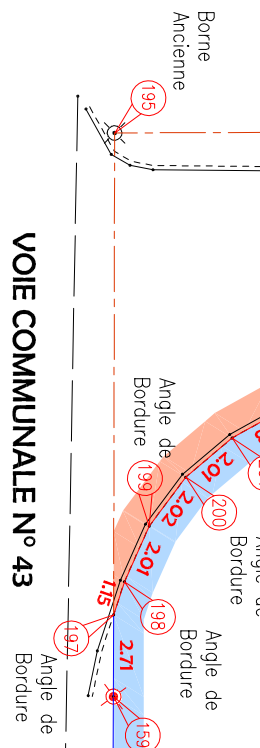 Borne
Ancienne
195
VOIE COMMUNALE Nº 43
Angle de
Bordure
199
2.01
2.02
200
2.01
198
1.15
197
2.71
Angle de
Bordure
Angle de
Bordure
159